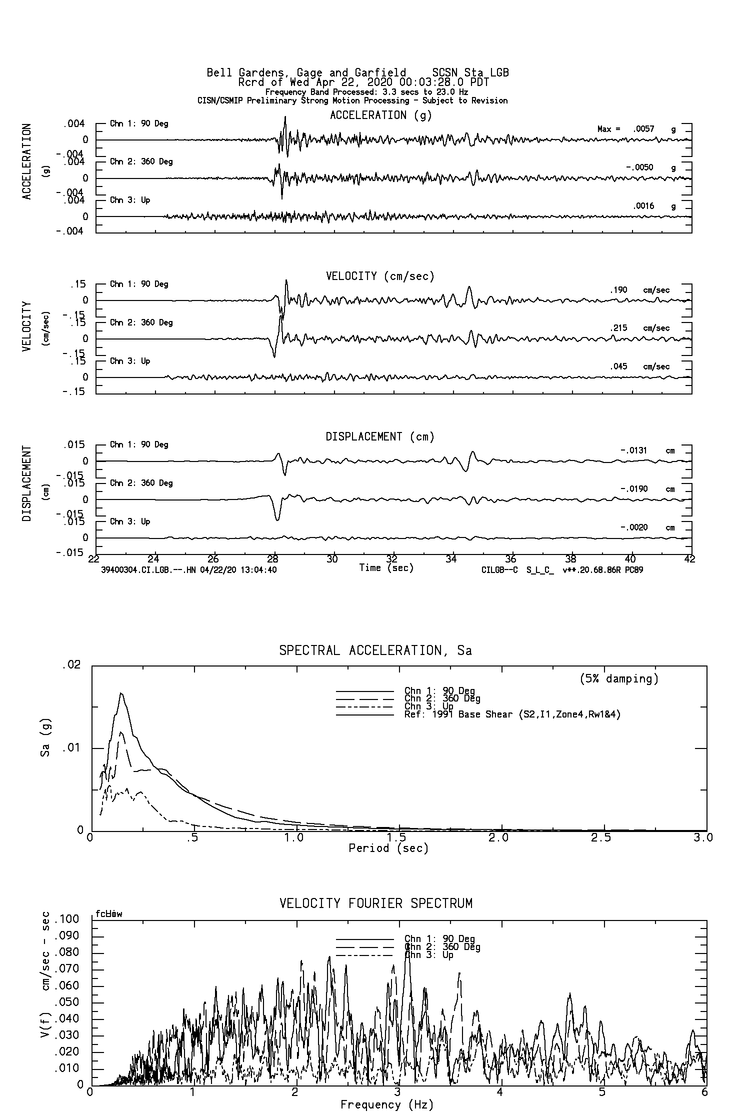 Bell Gardens, Gage and Garfield    SCSN Sta LGB
Rcrd of Wed Apr 22, 2020 00:03:28.0 PDT
Frequency Band Processed: 3.3 secs to 23.0 Hz
CISN/CSMIP Preliminary Strong Motion Processing - Subject to Revision
ACCELERATION (g)
ACCELERATION
(g)
.004
0
-.004
Chn 1: 90 Deg
Max = .0057 g
.004
0
-.004
Chn 2: 360 Deg
-.0050 g
.004
0
-.004
Chn 3: Up
.0016 g
VELOCITY (cm/sec)
VELOCITY
(cm/sec)
.15
0
-.15
Chn 1: 90 Deg
.190 cm/sec
.15
0
-.15
Chn 2: 360 Deg
.215 cm/sec
.15
0
-.15
Chn 3: Up
.045 cm/sec
DISPLACEMENT (cm)
DISPLACEMENT
(cm)
.015
0
-.015
Chn 1: 90 Deg
-.0131 cm
.015
0
-.015
Chn 2: 360 Deg
-.0190 cm
.015
0
-.015
Chn 3: Up
-.0020 cm
22 24 26 28 30 32 34 36 38 40 42
Time (sec)
39400304.CI.LGB.--.HN 04/22/20 13:04:40
CILGB--C S_L_C_ v**.20.68.86R PC89
SPECTRAL ACCELERATION, Sa
(5% damping)
Chn 1: 90 Deg
Chn 2: 360 Deg
Chn 3: Up
Ref: 1991 Base Shear (S2,I1,Zone4,Rw1&4)
Sa (g)
.02
.01
0
0 .5 1.0 1.5 2.0 2.5 3.0
Period (sec)
VELOCITY FOURIER SPECTRUM
Chn 1: 90 Deg
Chn 2: 360 Deg
Chn 3: Up
V(f) cm/sec - sec
.100
.090
.080
.070
.060
.050
.040
.030
.020
.010
0
0 1 2 3 4 5 6
Frequency (Hz)